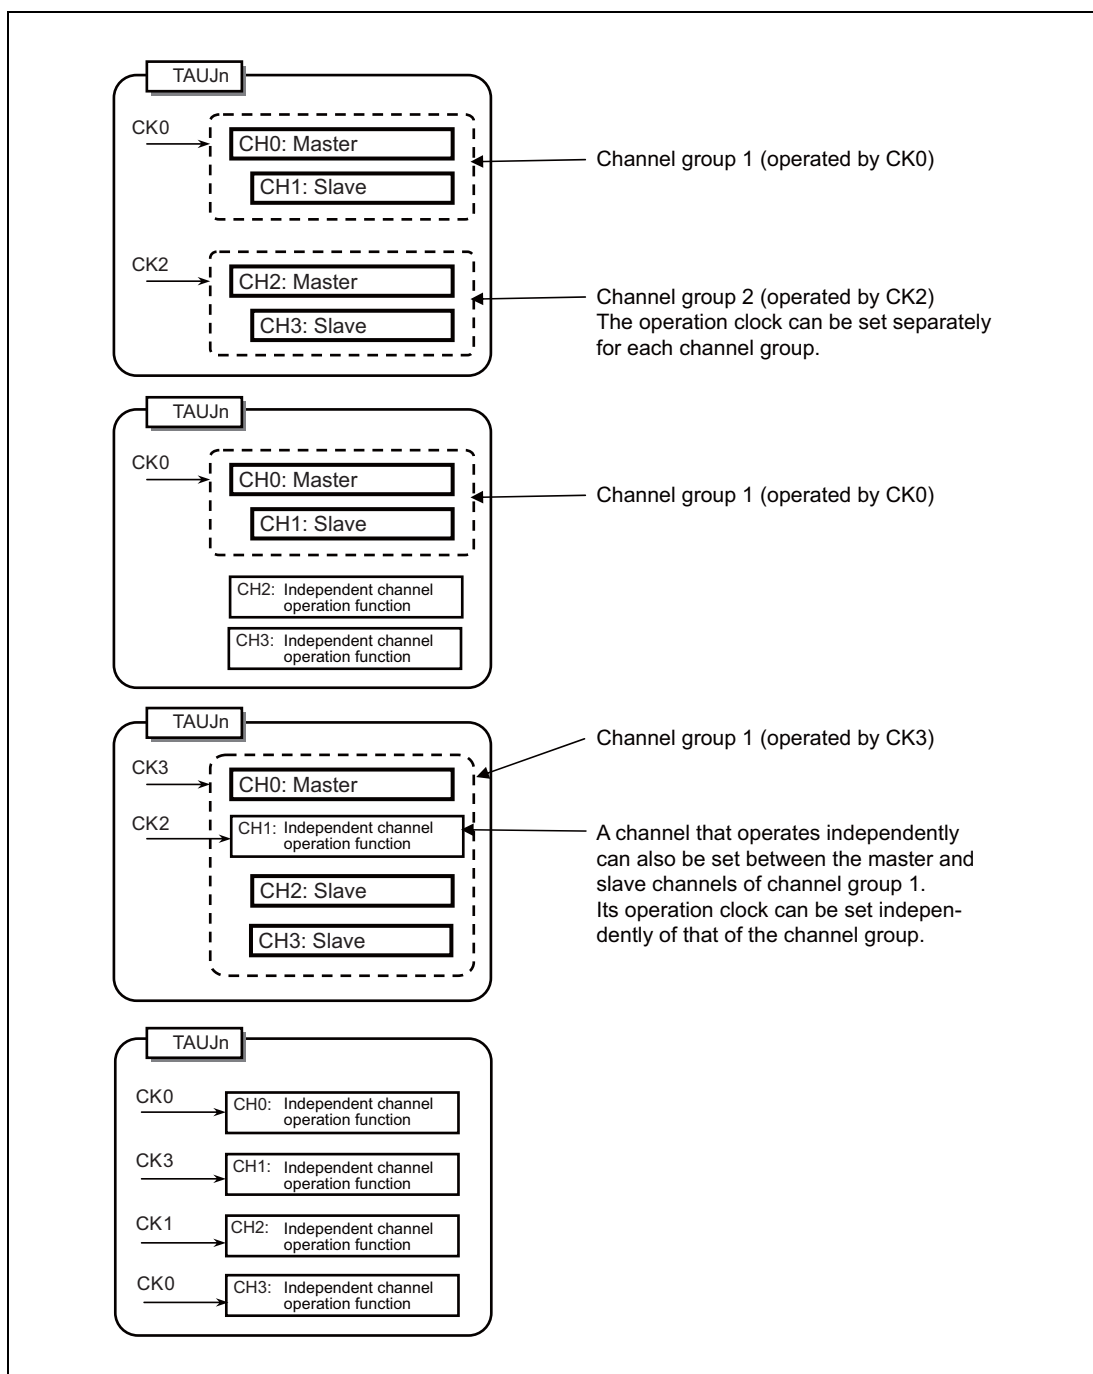 TAUJn
CK0
CH0: Master
CH1: Slave
Channel group 1 (operated by CK0)
CK2
CH2: Master
CH3: Slave
Channel group 2 (operated by CK2)
The operation clock can be set separately
for each channel group.
TAUJn
CK0
CH0: Master
CH1: Slave
Channel group 1 (operated by CK0)
CH2: Independent channel
operation function
CH3: Independent channel
operation function
TAUJn
Channel group 1 (operated by CK3)
CK3
CH0: Master
CK2
CH1: Independent channel
operation function
CH2: Slave
CH3: Slave
A channel that operates independently
can also be set between the master and
slave channels of channel group 1.
Its operation clock can be set indepen-
dently of that of the channel group.
TAUJn
CK0
CH0: Independent channel
operation function
CK3
CH1: Independent channel
operation function
CK1
CH2: Independent channel
operation function
CK0
CH3: Independent channel
operation function